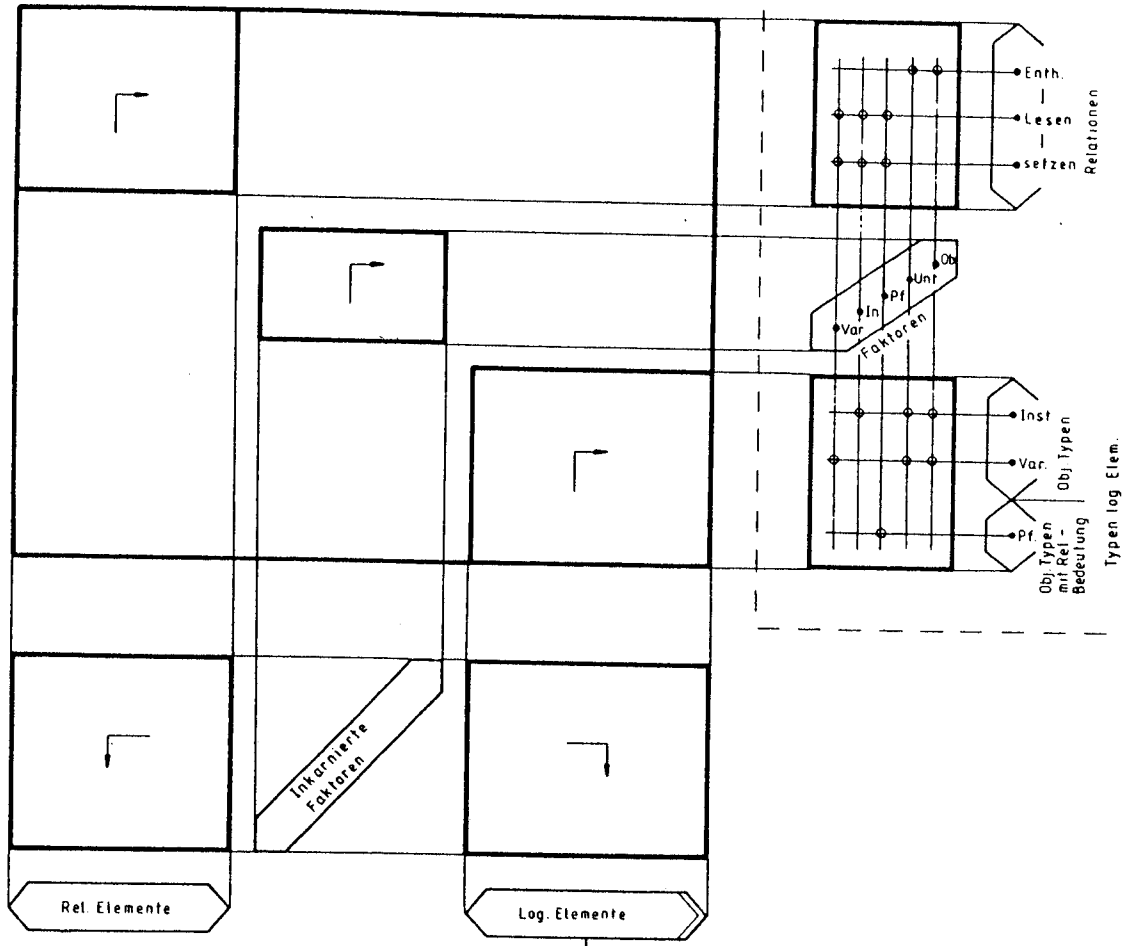 Enth.
Lesen
setzen
Relationen
Ob
Unt
Pf
In
Var
Faktoren
Inst
Var.
Obj Typen
Pf.
Obj.Typen
mit Rel-
Bedeutung
Typen log Elem.
Inkarnierte
Faktoren
Rel. Elemente
Log. Elemente